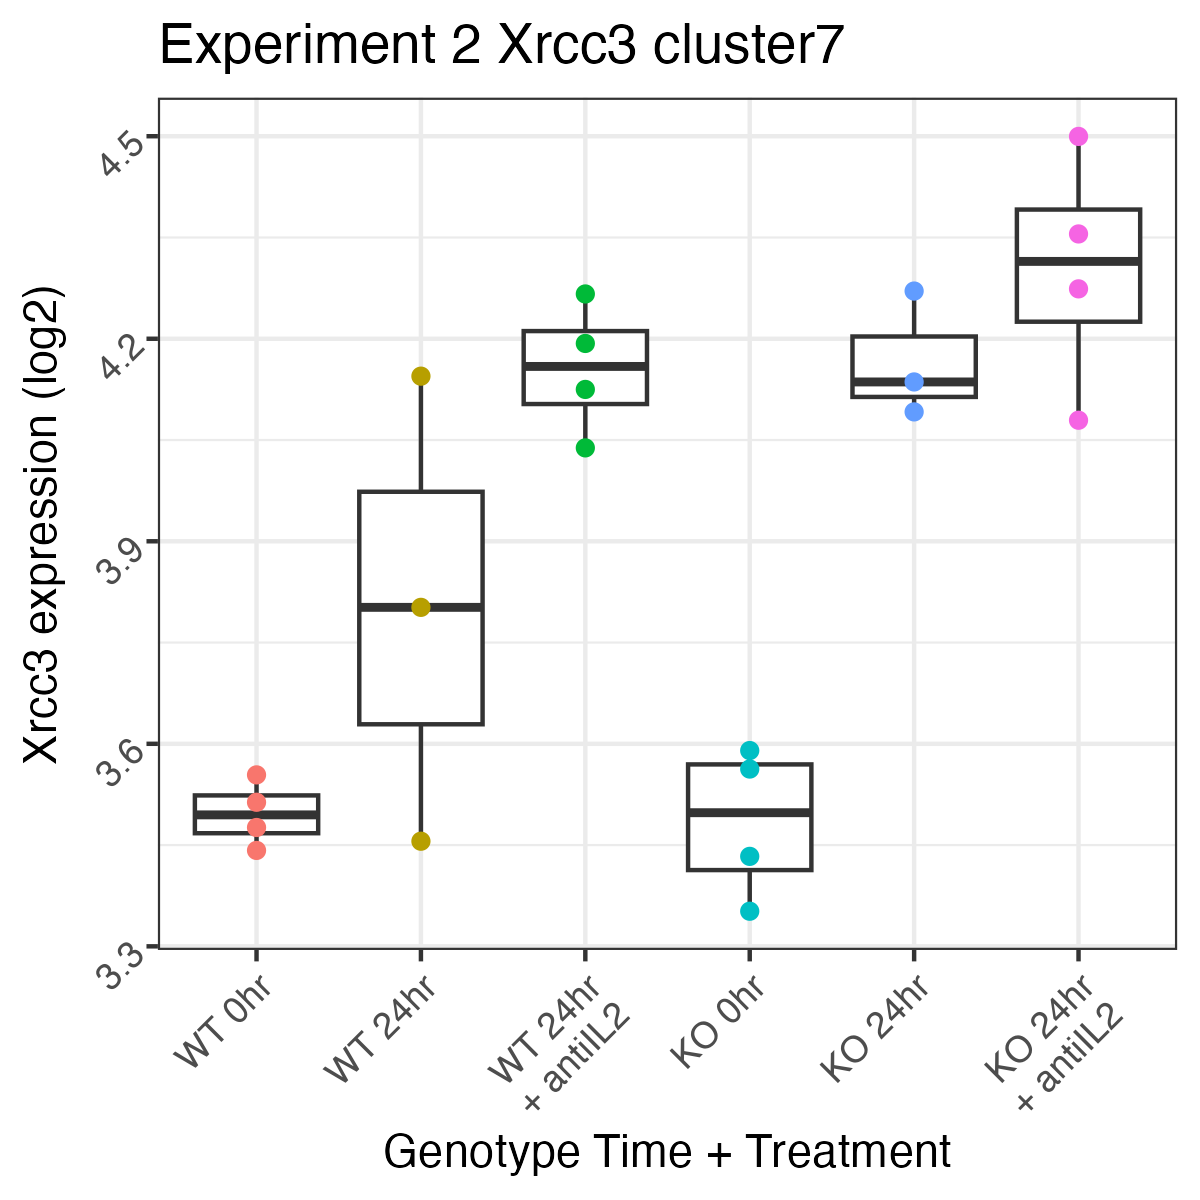 Experiment 2 Xrcc3 cluster7
Xrcc3 expression (log2)
4.5
4.2
3.9
3.6
3.3
WT 0hr
WT 24hr
WT 24hr
+ antiIL2
KO 0hr
KO 24hr
KO 24hr
+ antiIL2
Genotype Time + Treatment